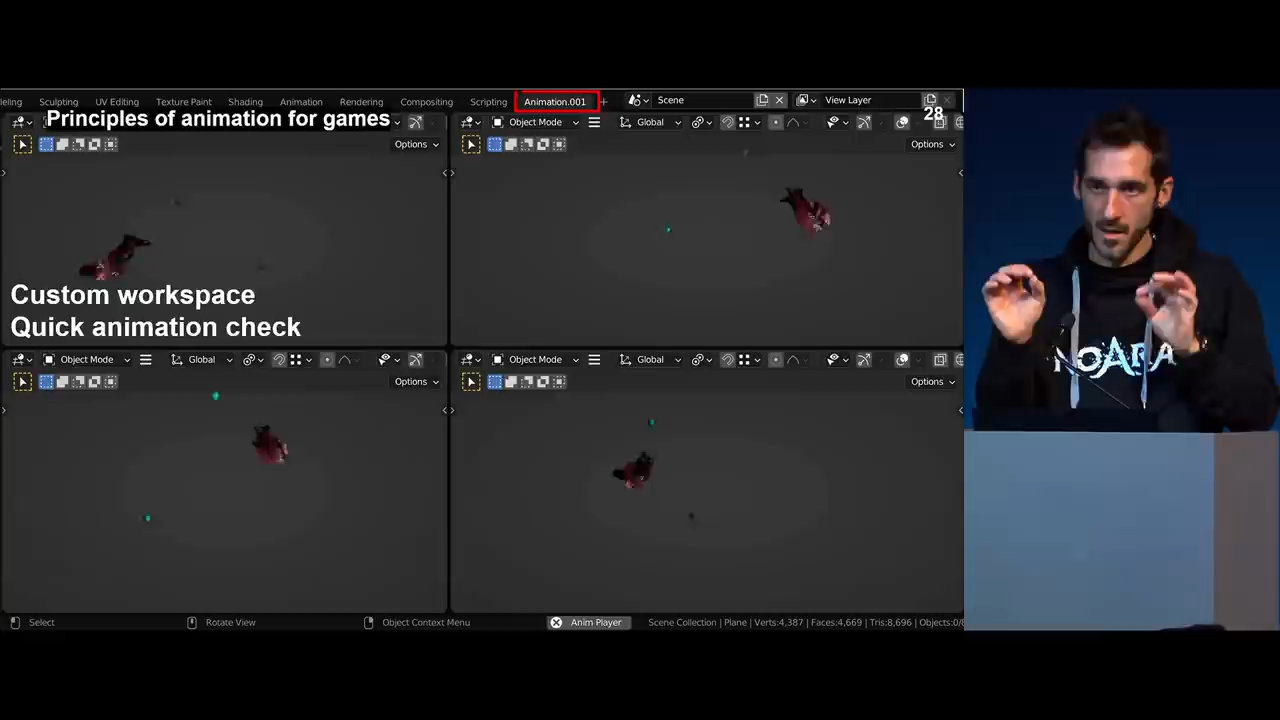 eling Sculpting UV Editing Texture Paint Shading Animation Rendering Compositing Scripting Animation.001 + Scene View Layer
Principles of animation for games
28
Object Mode Global
Options
Options
Custom workspace
Quick animation check
Object Mode Global
Object Mode Global
Options
Options
NOARA
Select Rotate View Object Context Menu Anim Player Scene Collection | Plane | Verts:4,387 | Faces:4,669 | Tris:8,696 | Objects:0/8